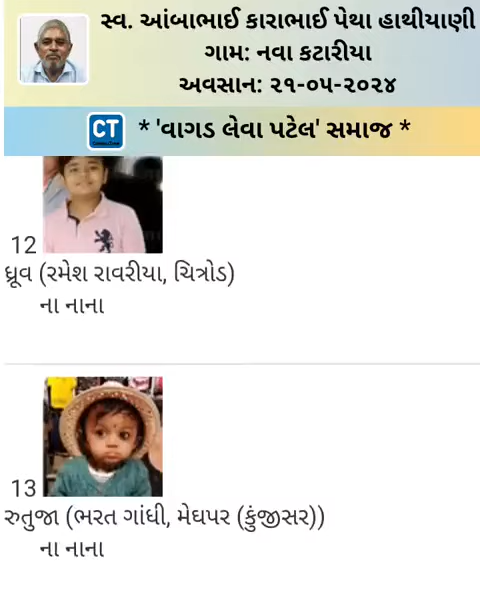 સ્વ. આંબાભાઈ કારાભાઈ પેથા હાથીયાણી
ગામ: નવા કટારીયા
અવસાન: ૨૧-૦૫-૨૦૨૪
CT
* 'વાગડ લેવા પટેલ' સમાજ *
12
ધ્રૂવ (રમેશ રાવરીયા, ચિત્રોડ)
ના નાના
13
રુતુજા (ભરત ગાંધી, મેઘપર (કુંજીસર))
ના નાના